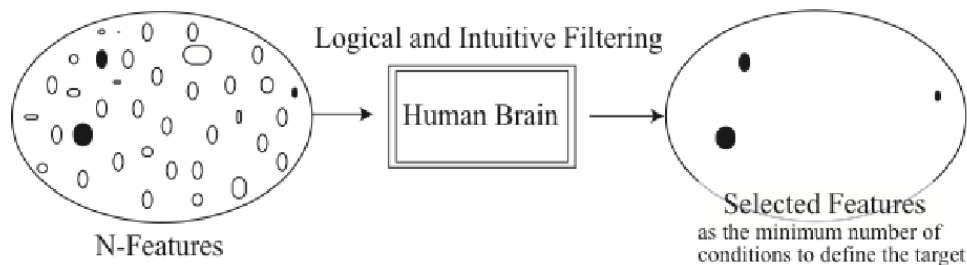 Logical and Intuitive Filtering
Human Brain
N-Features
Selected Features
as the minimum number of
conditions to define the target